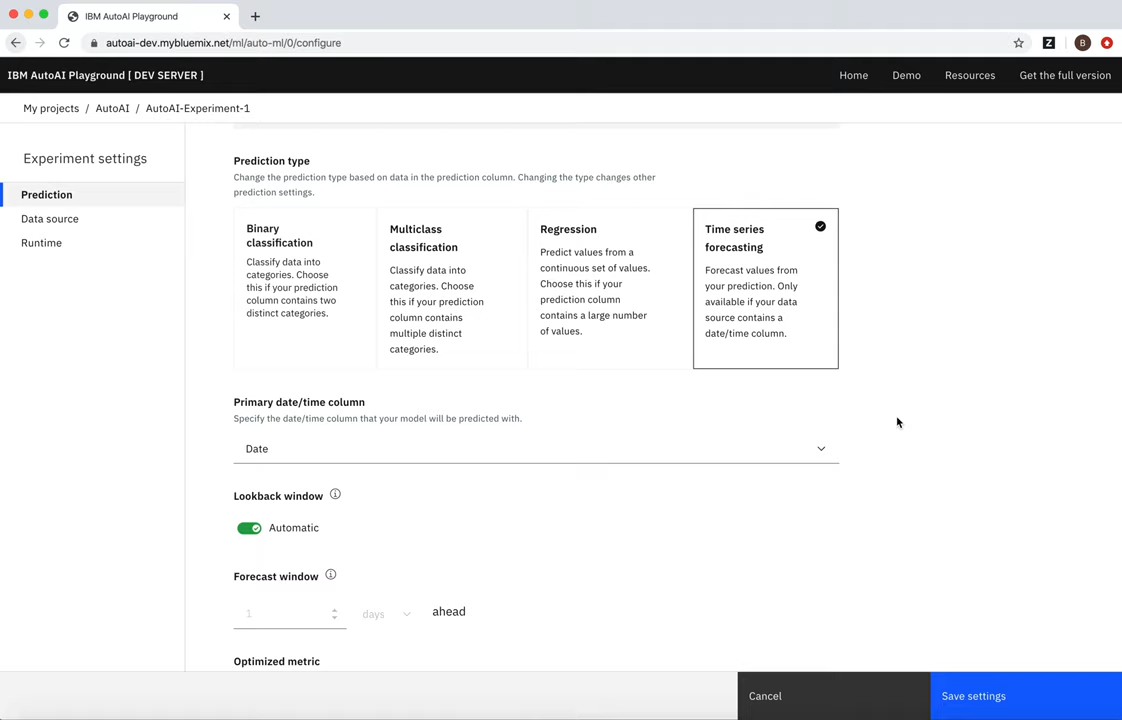 IBM AutoAI Playground
autoai-dev.mybluemix.net/ml/auto-ml/0/configure
Z
B
IBM AutoAI Playground [ DEV SERVER ]
Home
Demo
Resources
Get the full version
My projects / AutoAI / AutoAI-Experiment-1
Experiment settings
Prediction
Data source
Runtime
Prediction type
Change the prediction type based on data in the prediction column. Changing the type changes other
prediction settings.
Binary
classification
Classify data into
categories. Choose
this if your prediction
column contains two
distinct categories.
Multiclass
classification
Classify data into
categories. Choose
this if your prediction
column contains
multiple distinct
categories.
Regression
Predict values from a
continuous set of values.
Choose this if your
prediction column
contains a large number
of values.
Time series
forecasting
Forecast values from
your prediction. Only
available if your data
source contains a
date/time column.
Primary date/time column
Specify the date/time column that your model will be predicted with.
Date
Lookback window
Automatic
Forecast window
1 days ahead
Optimized metric
Cancel
Save settings